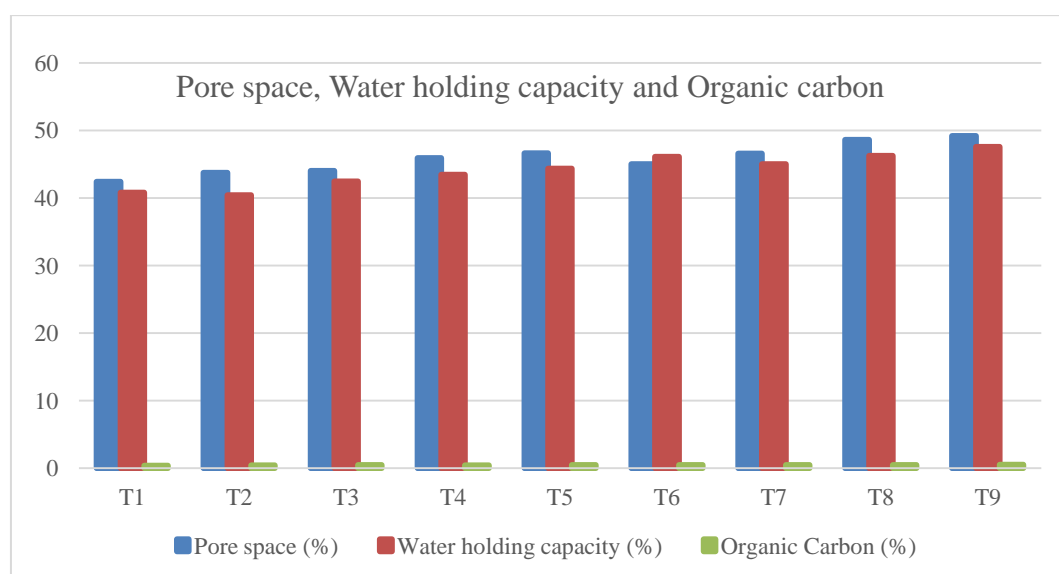 Pore space, Water holding capacity and Organic carbon
60
50
40
30
20
10
0
T1 T2 T3 T4 T5 T6 T7 T8 T9
Pore space (%) Water holding capacity (%) Organic Carbon (%)